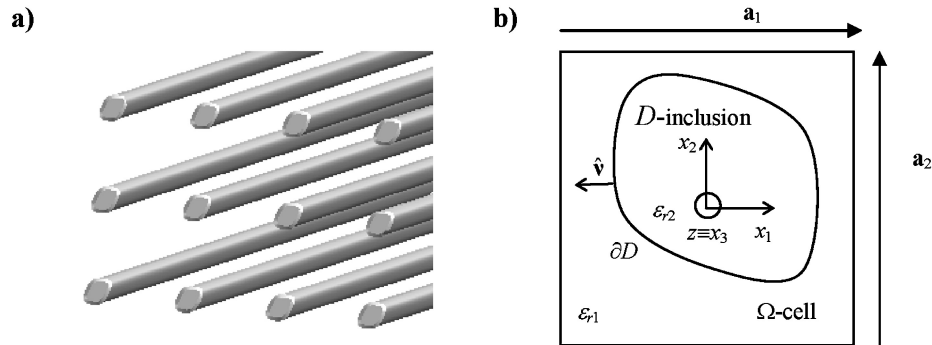 a)
b)
a₁
D-inclusion
x₂
v̂
a₂
εr2
z≡x₃
x₁
∂D
εr1
Ω-cell